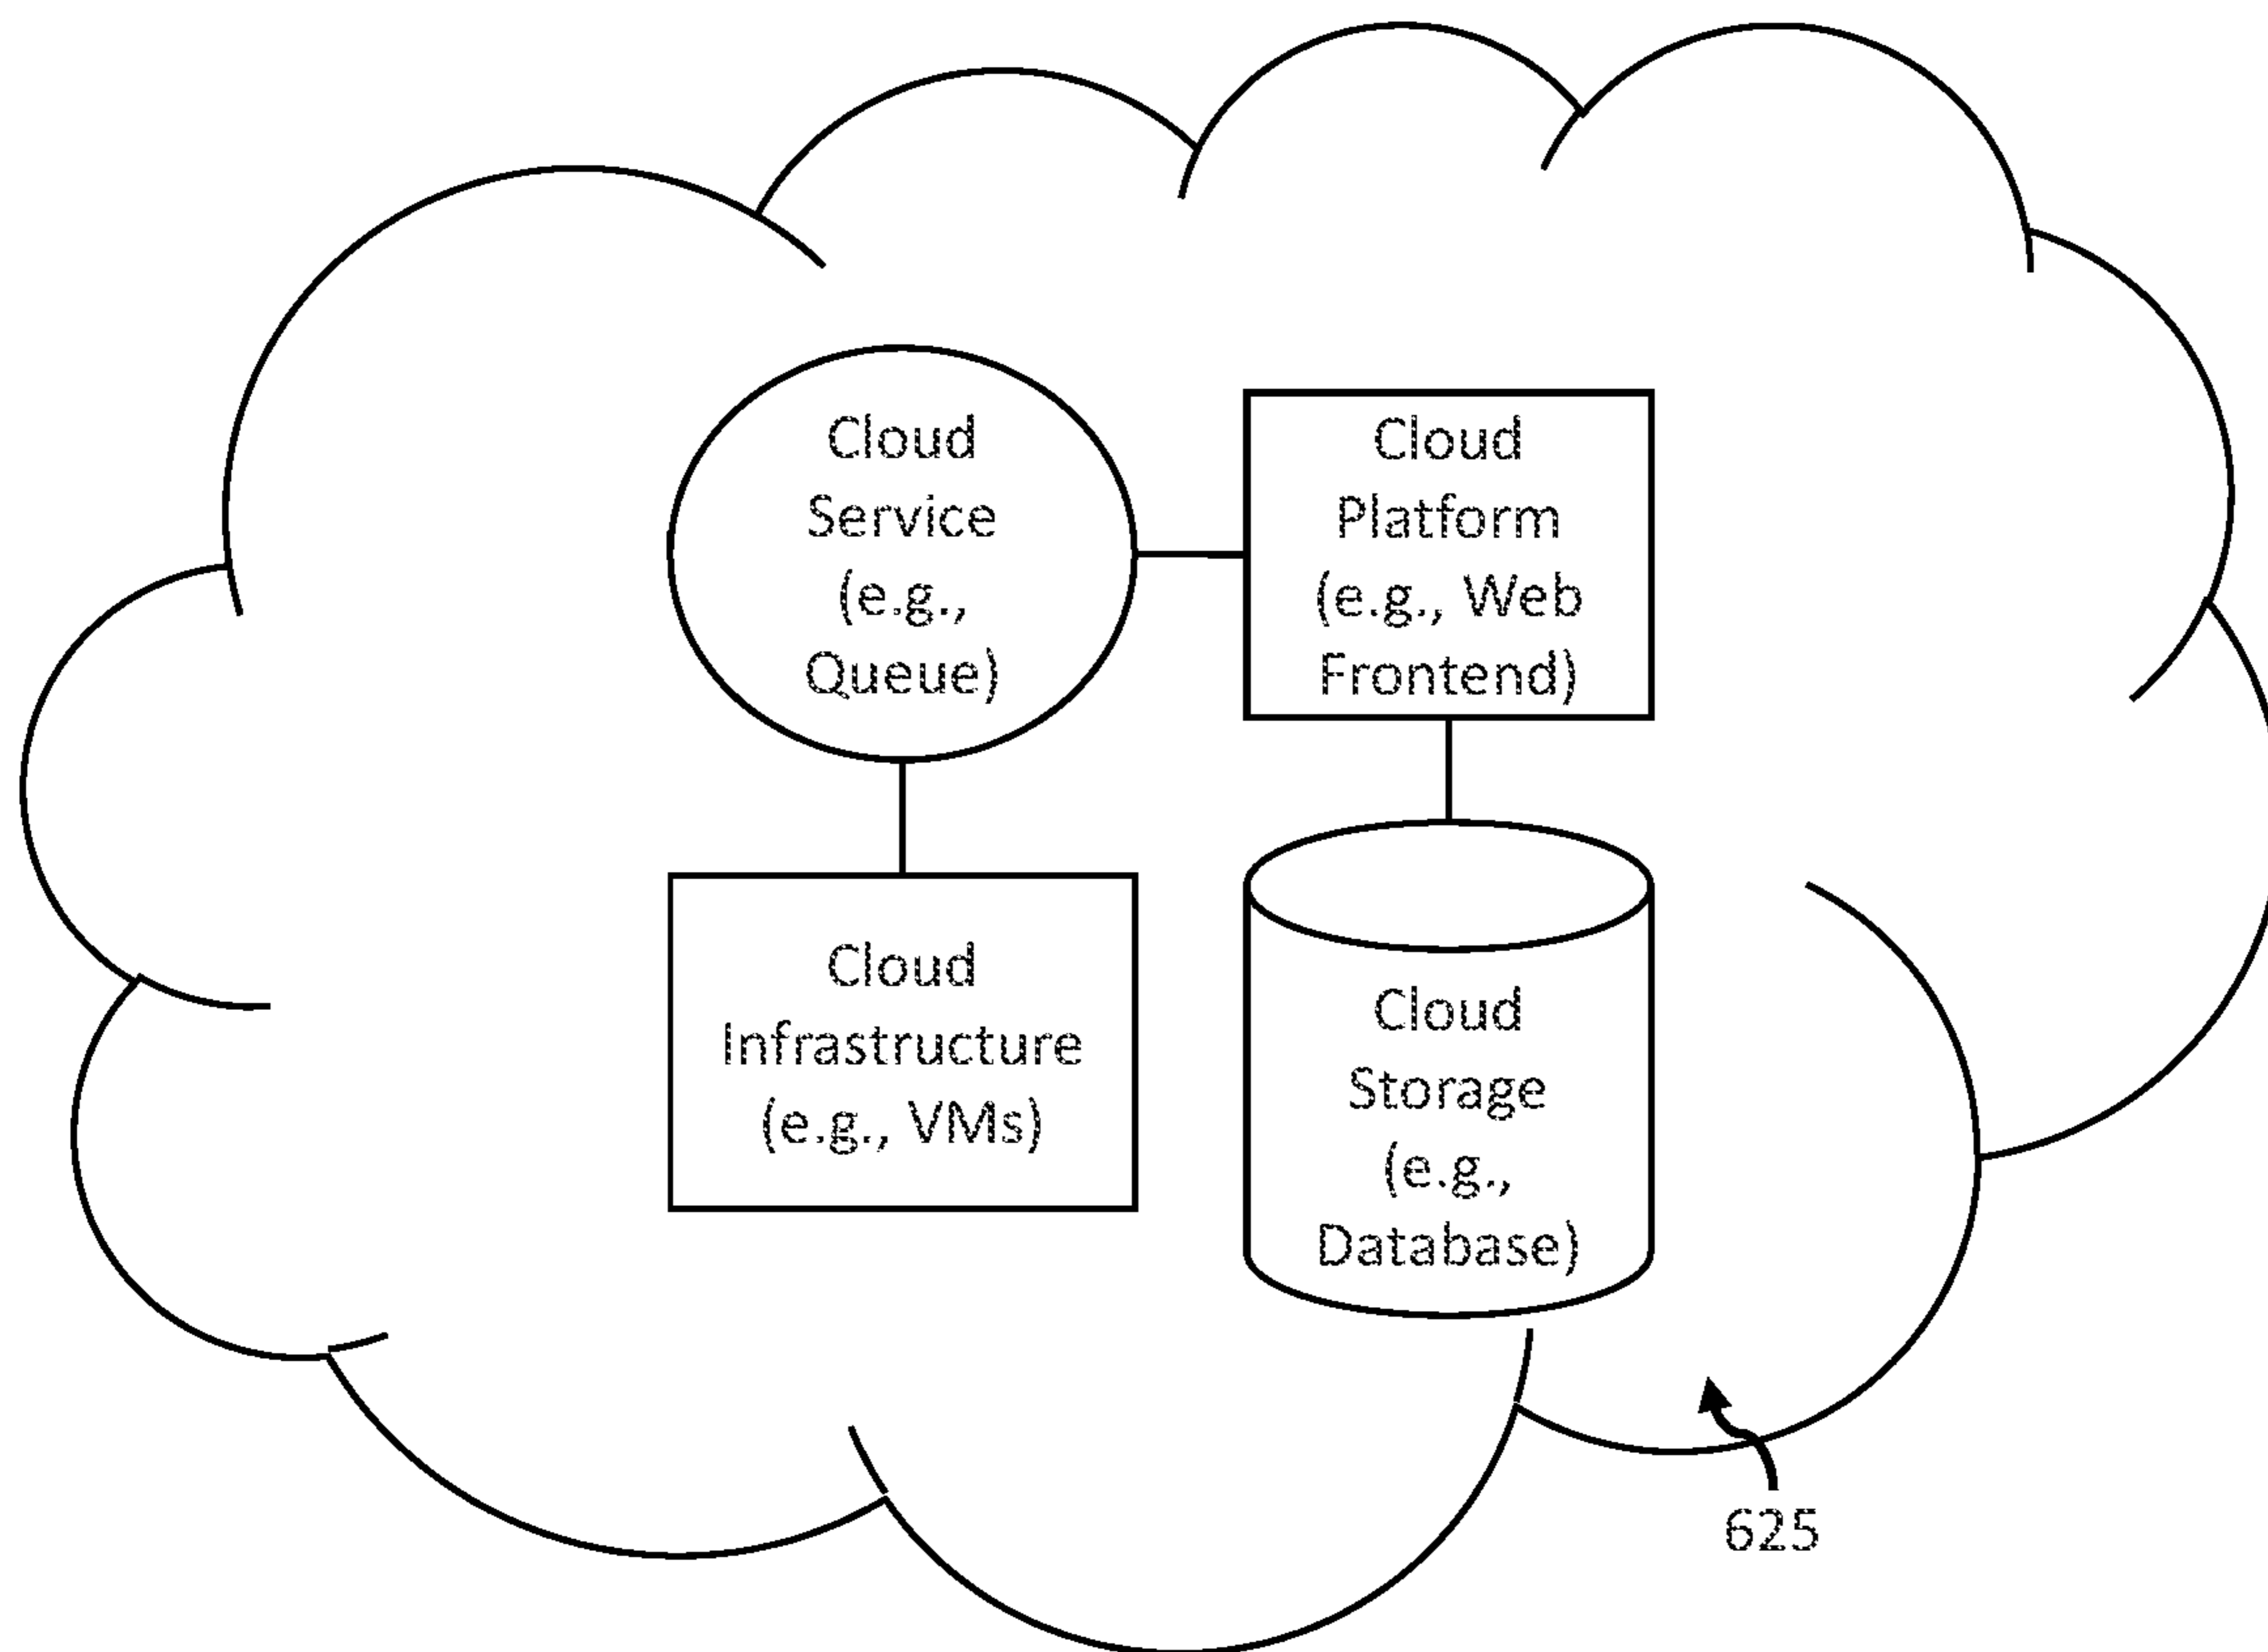 Cloud
Service
(e.g.,
Queue)
Cloud
Platform
(e.g., Web
Frontend)
Cloud
Infrastructure
(e.g., VMs)
Cloud
Storage
(e.g.,
Database)
625